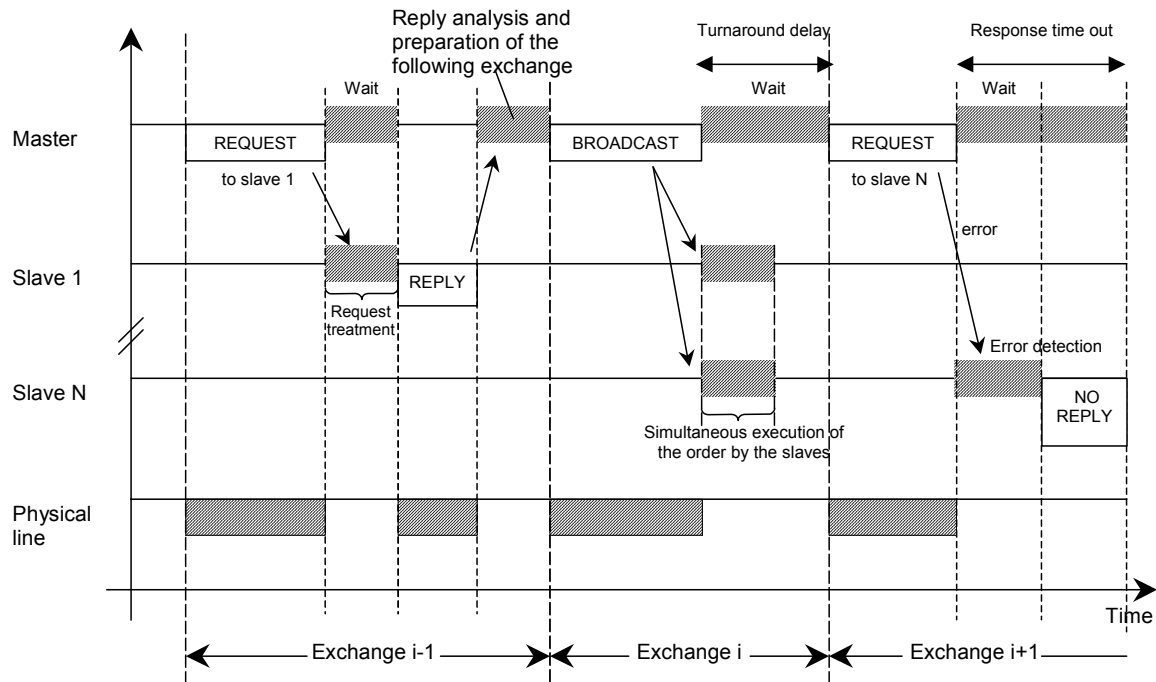 Reply analysis and
preparation of the
following exchange
Turnaround delay
Response time out
Wait
Wait
Wait
Master
REQUEST
BROADCAST
REQUEST
to slave 1
to slave N
error
Slave 1
REPLY
Request
treatment
Error detection
Slave N
NO
REPLY
Simultaneous execution of
the order by the slaves
Physical
line
Time
Exchange i-1
Exchange i
Exchange i+1